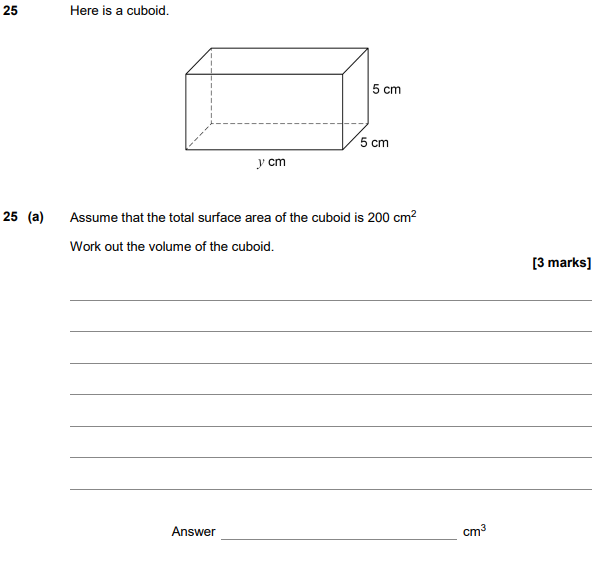 25 Here is a cuboid.
5 cm
5 cm
y cm
25 (a) Assume that the total surface area of the cuboid is 200 cm²
Work out the volume of the cuboid.
[3 marks]
Answer cm³